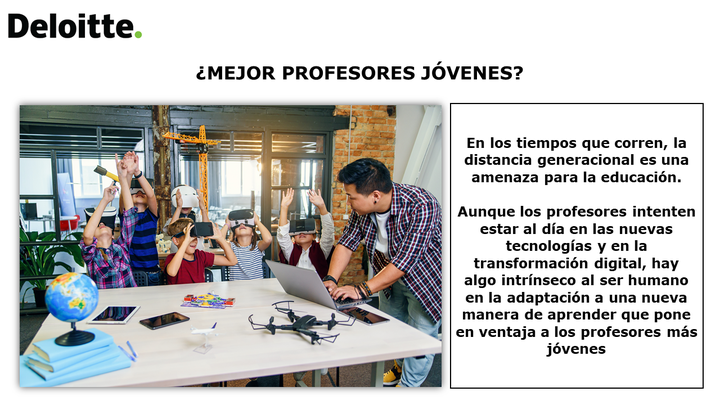 Deloitte.
¿MEJOR PROFESORES JÓVENES?
En los tiempos que corren, la
distancia generacional es una
amenaza para la educación.
Aunque los profesores intenten
estar al día en las nuevas
tecnologías y en la
transformación digital, hay
algo intrínseco al ser humano
en la adaptación a una nueva
manera de aprender que pone
en ventaja a los profesores más
jóvenes